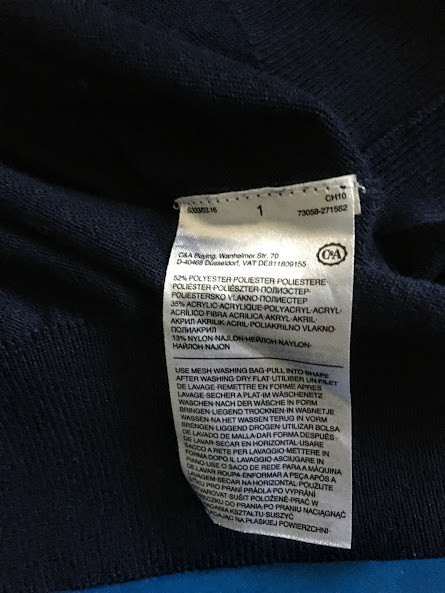 CH10
5333/03.16 1 73058-271552
C&A Buying, Wanheimer Str. 70
D-40468 Düsseldorf, VAT DE811809155
C&A
52% POLYESTER·POLIESTER·POLIESTERE·
POLIÉSTER·POLIÉSZTER·ПОЛИЭСТЕР·
POLIESTERSKO VLAKNO·ПОЛИЕСТЕР
35% ACRYLIC·ACRYLIQUE·POLYACRYL·ACRYL·
ACRÍLICO·FIBRA ACRILICA AKRYL·AKRIL·
АКРИЛ·AKRILIK·ACRIL·POLIAKRILNO VLAKNO·
ПОЛИАКРИЛ
13% NYLON·NAJLON·НЕЙЛОН·NAYLON·
НАЙЛОН·NAJON
USE MESH WASHING BAG·PULL INTO SHAPE
AFTER WASHING·DRY FLAT·UTILISER UN FILET
DE LAVAGE·REMETTRE EN FORME APRES
LAVAGE·SECHER A PLAT·IM WÄSCHENETZ
WASCHEN·NACH DER WÄSCHE IN FORM
BRINGEN·LIEGEND TROCKNEN·IN WASNETJE
WASSEN·NA HET WASSEN TERUG IN VORM
BRENGEN·LIGGEND DROGEN·UTILIZAR BOLSA
DE LAVADO DE MALLA·DAR FORMA DESPUÉS
DE LAVAR·SECAR EN HORIZONTAL·USARE
SACCO A RETE PER LAVAGGIO·METTERE IN
FORMA DOPO IL LAVAGGIO·ASCIUGARE IN
PIANO·USE O SACO DE REDE PARA A MÁQUINA
DE LAVAR ROUPA·ENFORMAR A PEÇA APÓS A
LAVAGEM·SECAR NA HORIZONTAL·POUŽIJTE
PRO PRANÍ PRÁDLA·PO VYPRÁNÍ
SUŠIT POLOŽENÉ·PRAĆ W
DO PRANIA·PO PRANIU NACIĄGNĄĆ
KSZTAŁTU·SUSZYĆ
NA PŁASKIEJ POWIERZCHNI·